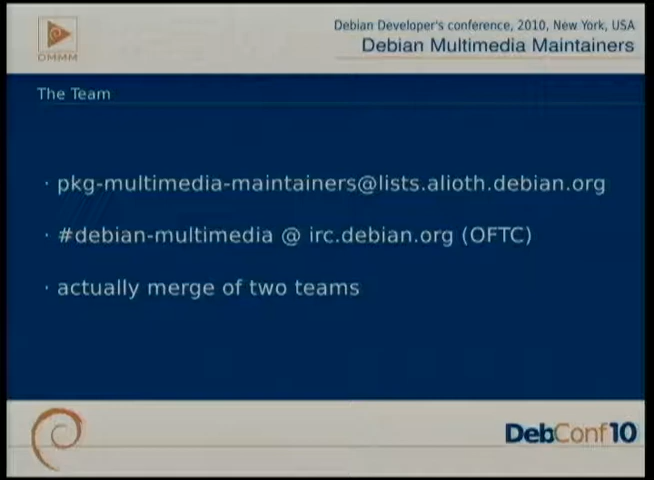 DMMM
Debian Developer's conference, 2010, New York, USA
Debian Multimedia Maintainers
The Team
· pkg-multimedia-maintainers@lists.alioth.debian.org
· #debian-multimedia @ irc.debian.org (OFTC)
· actually merge of two teams
DebConf10